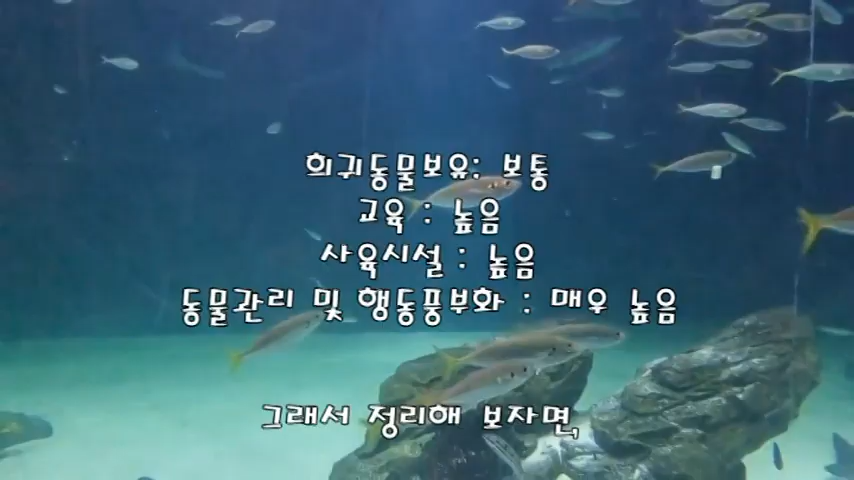 희귀동물보유: 보통
교육 : 높음
사육시설 : 높음
동물관리 및 행동풍부화 : 매우 높음
그래서 정리해 보자면,